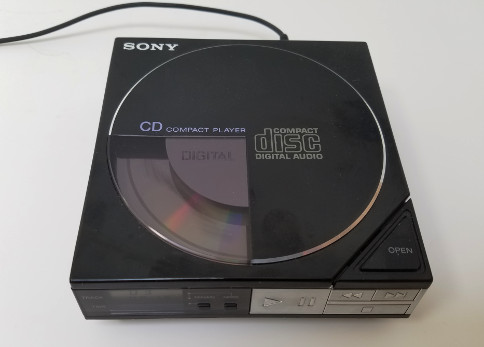 SONY
CD COMPACT PLAYER
COMPACT
disc
DIGITAL AUDIO
DIGITAL
OPEN